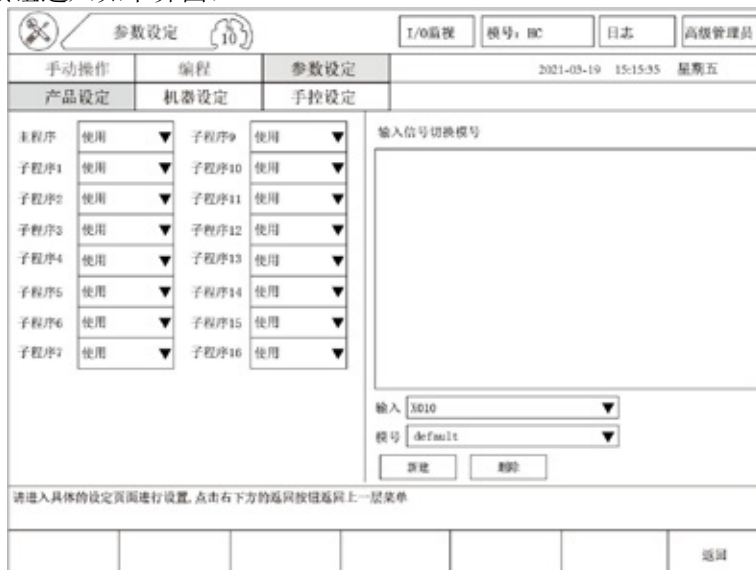 参数设定 10 I/O监视 模号：HC 日志 高级管理员
手动操作 编程 参数设定 2021-03-19 15:15:35 星期五
产品设定 机器设定 手控设定
主程序 使用 子程序9 使用 输入信号切换模号
子程序1 使用 子程序10 使用
子程序2 使用 子程序11 使用
子程序3 使用 子程序12 使用
子程序4 使用 子程序13 使用
子程序5 使用 子程序14 使用
子程序6 使用 子程序15 使用
子程序7 使用 子程序16 使用
输入 X010
模号 default
新建 删除
请进入具体的设定页面进行设置,点击右下方的返回按钮返回上一层菜单
返回